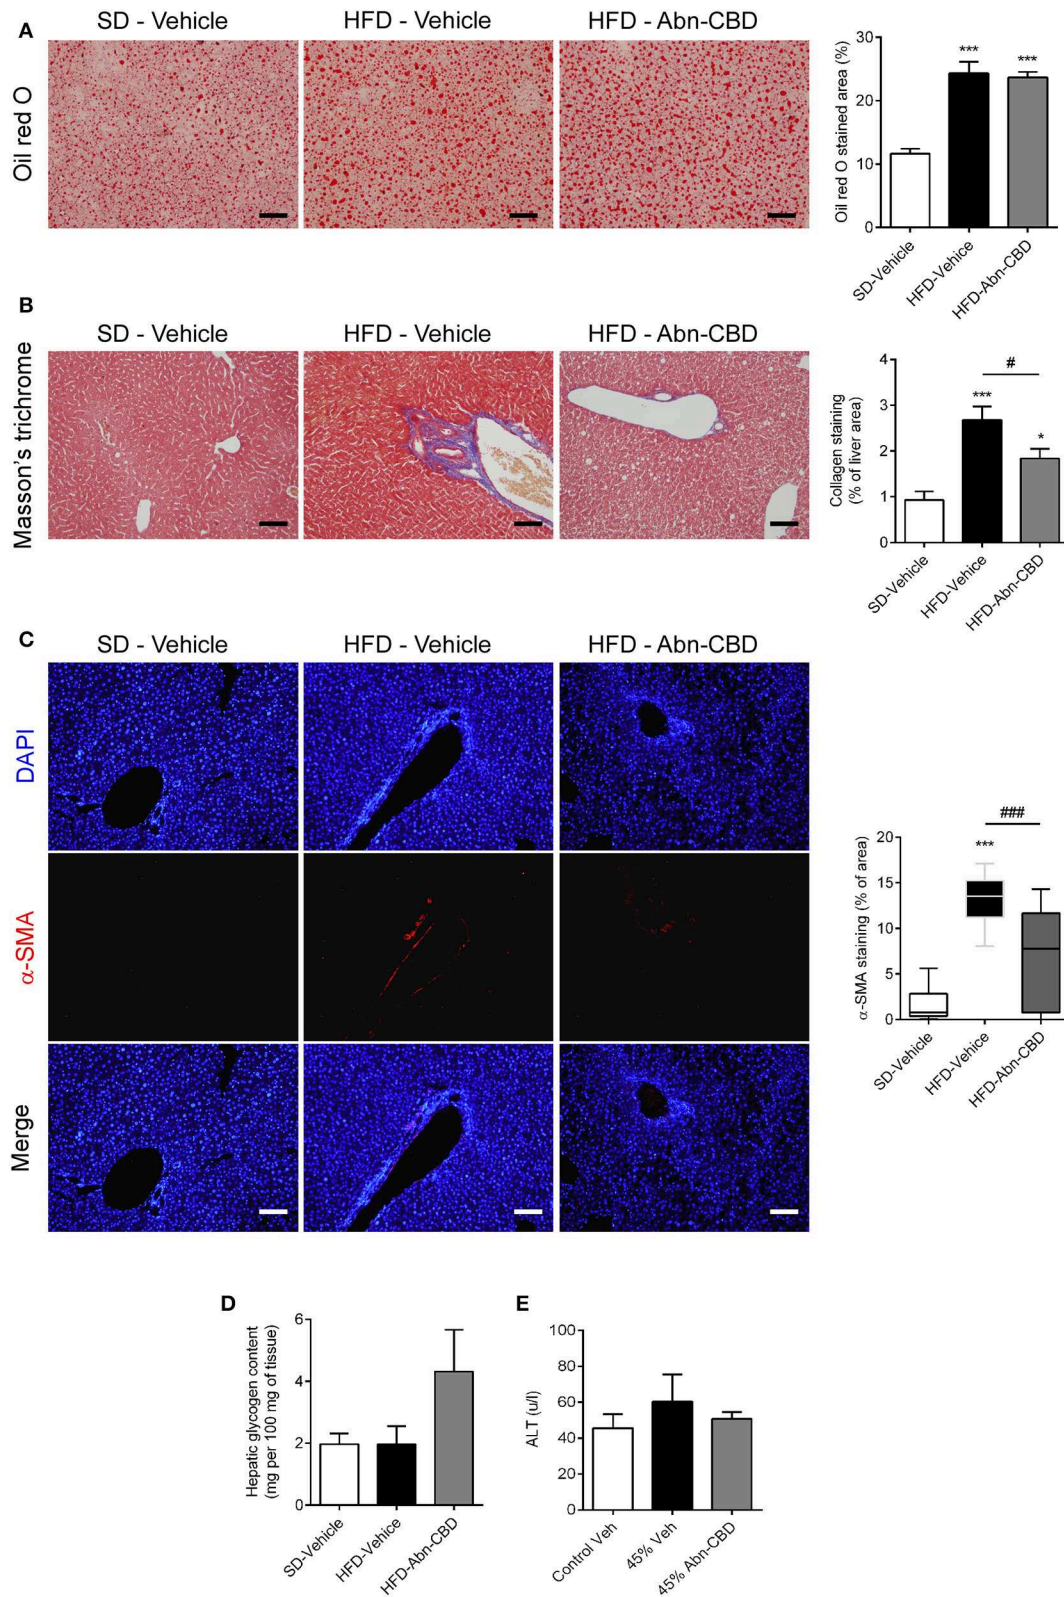 A
SD - Vehicle
HFD - Vehicle
HFD - Abn-CBD
Oil red O
Oil red O stained area (%)
30
20
10
0
***
***
SD-Vehicle
HFD-Vehice
HFD-Abn-CBD
B
SD - Vehicle
HFD - Vehicle
HFD - Abn-CBD
Masson's trichrome
Collagen staining
(% of liver area)
4
3
2
1
0
#
***
*
SD-Vehicle
HFD-Vehice
HFD-Abn-CBD
C
SD - Vehicle
HFD - Vehicle
HFD - Abn-CBD
DAPI
α-SMA
Merge
α-SMA staining (% of area)
20
15
10
5
0
###
***
SD-Vehicle
HFD-Vehice
HFD-Abn-CBD
D
Hepatic glycogen content
(mg per 100 mg of tissue)
6
4
2
0
SD-Vehicle
HFD-Vehice
HFD-Abn-CBD
E
ALT (u/l)
100
80
60
40
20
0
Control Veh
45% Veh
45% Abn-CBD